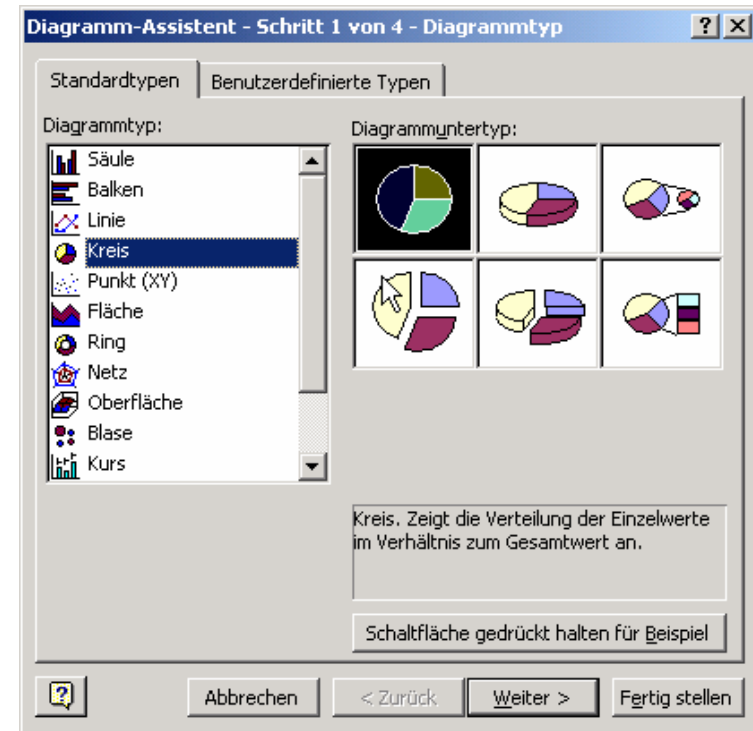 Diagramm-Assistent - Schritt 1 von 4 - Diagrammtyp
Standardtypen
Benutzerdefinierte Typen
Diagrammtyp:
Säule
Balken
Linie
Kreis
Punkt (XY)
Fläche
Ring
Netz
Oberfläche
Blase
Kurs
Diagrammuntertyp:
Kreis. Zeigt die Verteilung der Einzelwerte
im Verhältnis zum Gesamtwert an.
Schaltfläche gedrückt halten für Beispiel
Abbrechen
< Zurück
Weiter >
Fertig stellen